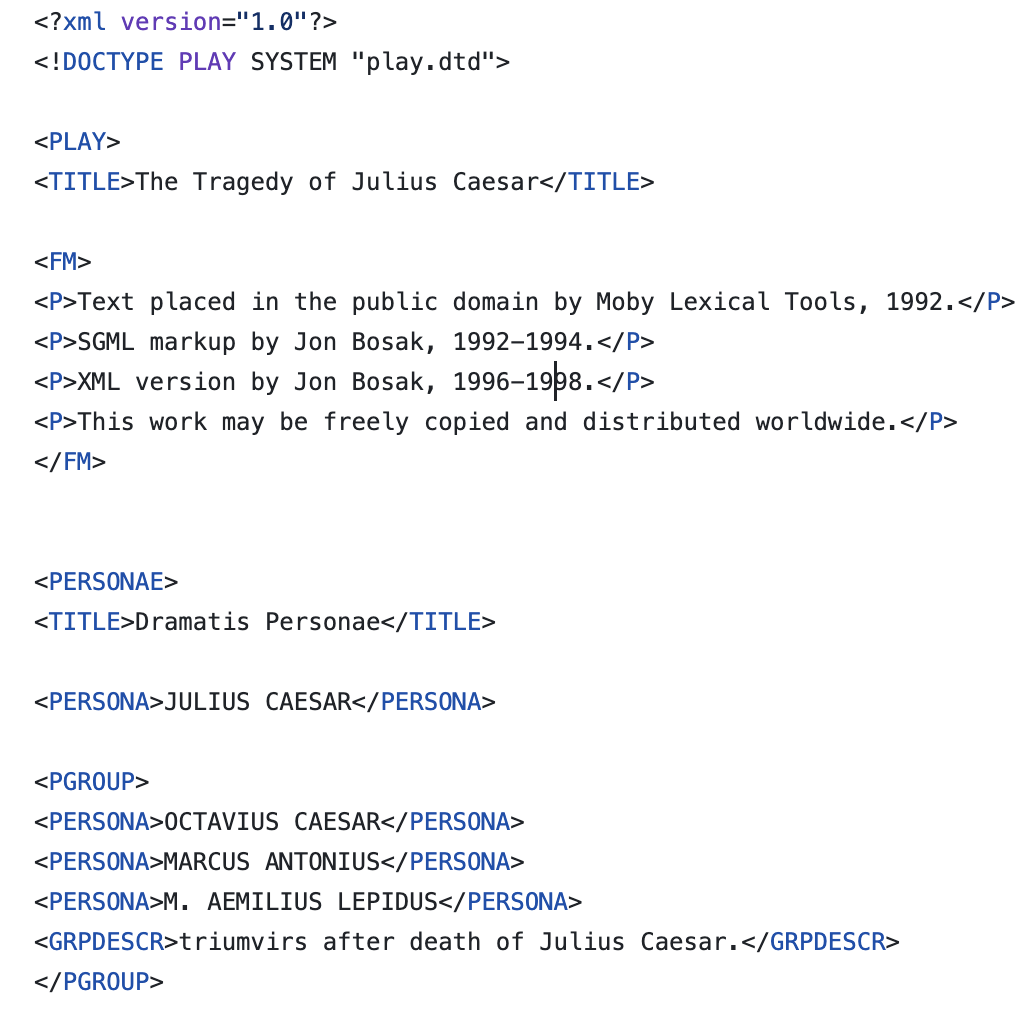 <?xml version="1.0"?>
<!DOCTYPE PLAY SYSTEM "play.dtd">
<PLAY>
<TITLE>The Tragedy of Julius Caesar</TITLE>
<FM>
<P>Text placed in the public domain by Moby Lexical Tools, 1992.</P>
<P>SGML markup by Jon Bosak, 1992-1994.</P>
<P>XML version by Jon Bosak, 1996-1998.</P>
<P>This work may be freely copied and distributed worldwide.</P>
</FM>
<PERSONAE>
<TITLE>Dramatis Personae</TITLE>
<PERSONA>JULIUS CAESAR</PERSONA>
<PGROUP>
<PERSONA>OCTAVIUS CAESAR</PERSONA>
<PERSONA>MARCUS ANTONIUS</PERSONA>
<PERSONA>M. AEMILIUS LEPIDUS</PERSONA>
<GRPDESCR>triumvirs after death of Julius Caesar.</GRPDESCR>
</PGROUP>